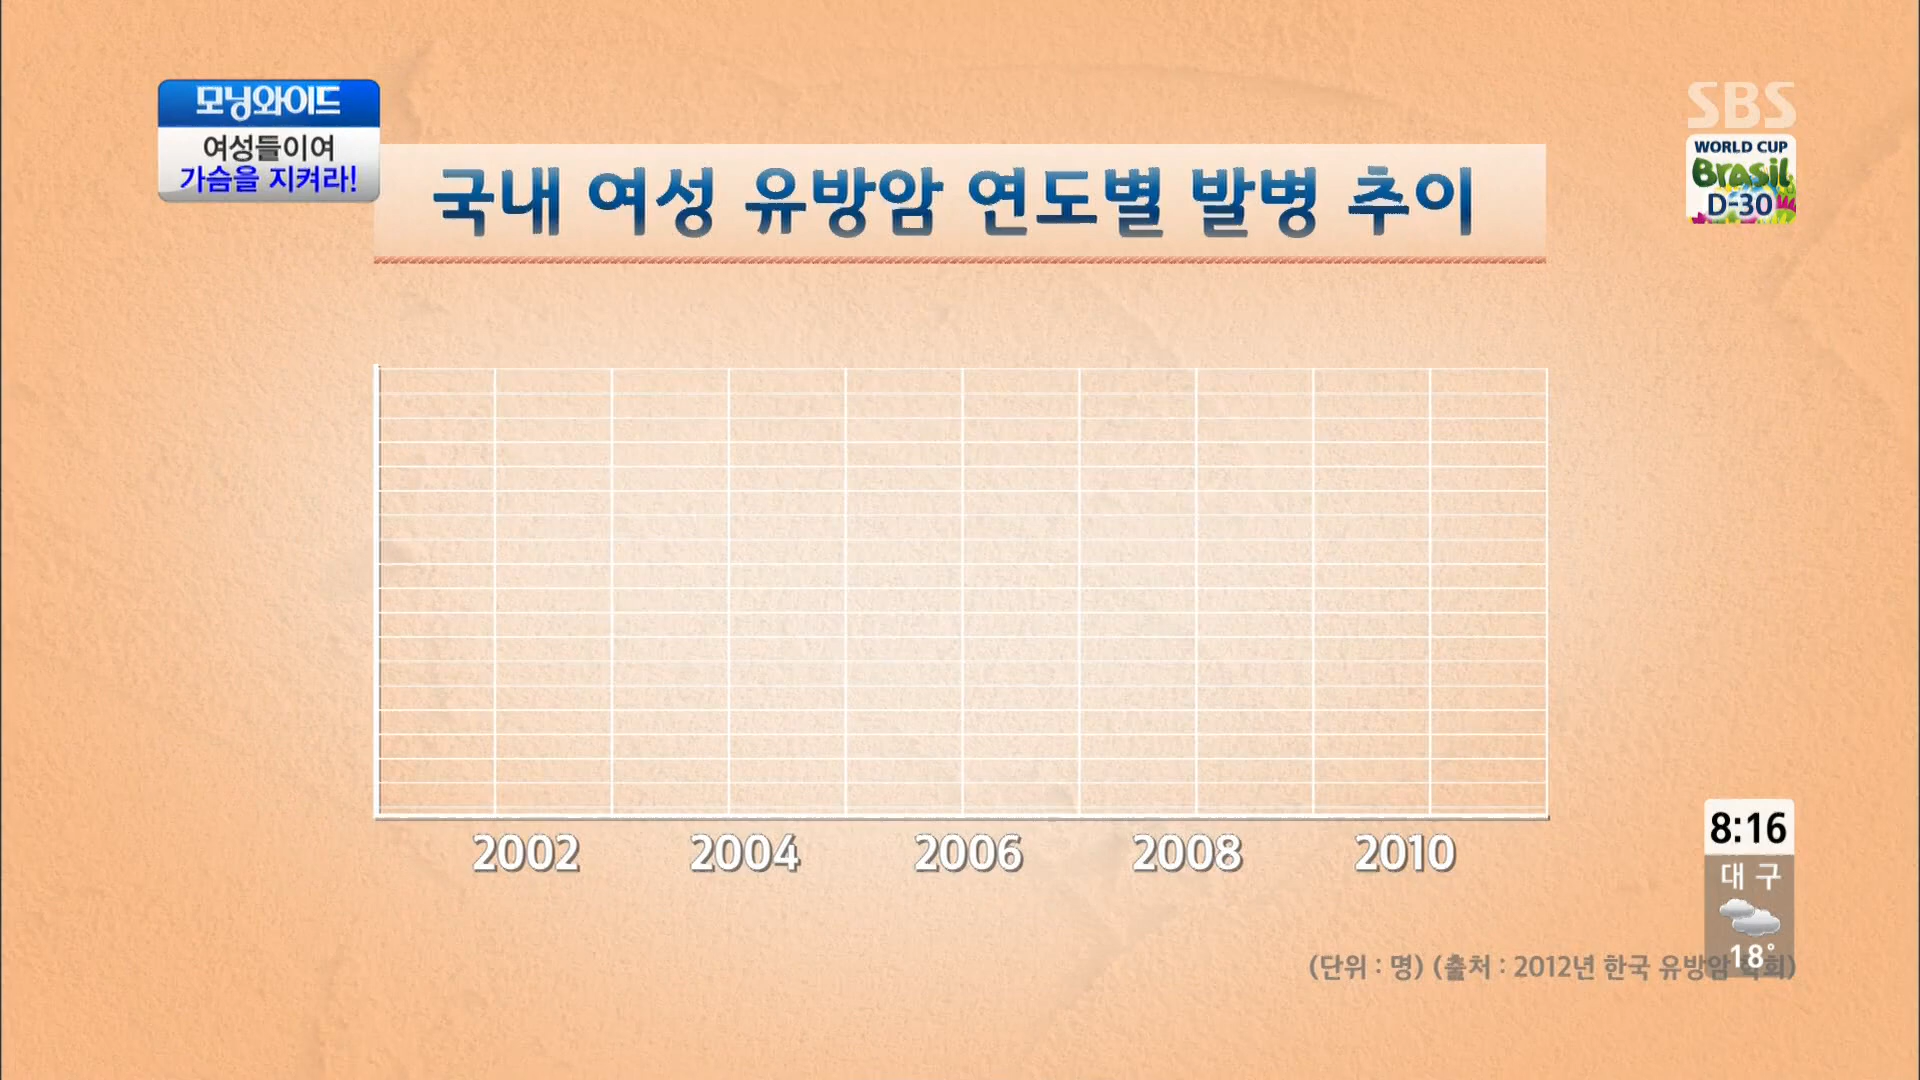 모닝와이드
여성들이여
가슴을 지켜라!
SBS
WORLD CUP
Brasil
D-30
국내 여성 유방암 연도별 발병 추이
2002 2004 2006 2008 2010
8:16
대구
18°
(단위 : 명) (출처 : 2012년 한국 유방암 학회)